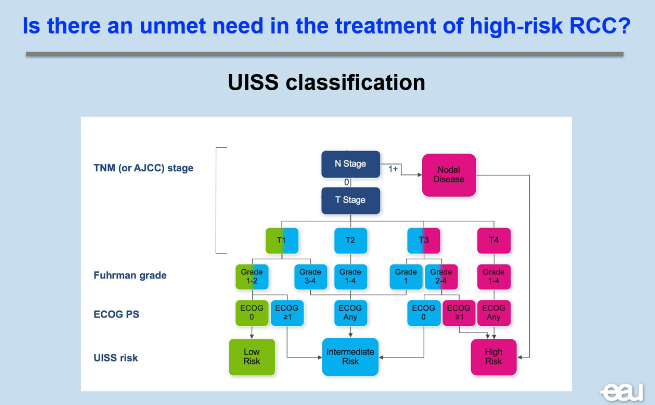 Is there an unmet need in the treatment of high-risk RCC?
UISS classification
TNM (or AJCC) stage
N Stage
1+
Nodal
Disease
0
T Stage
T1
T2
T3
T4
Fuhrman grade
Grade
1-2
Grade
3-4
Grade
1-4
Grade
1
Grade
2-4
Grade
1-4
ECOG PS
ECOG
0
ECOG
≥1
ECOG
Any
ECOG
0
ECOG
≥1
ECOG
Any
UISS risk
Low
Risk
Intermediate
Risk
High
Risk
eau